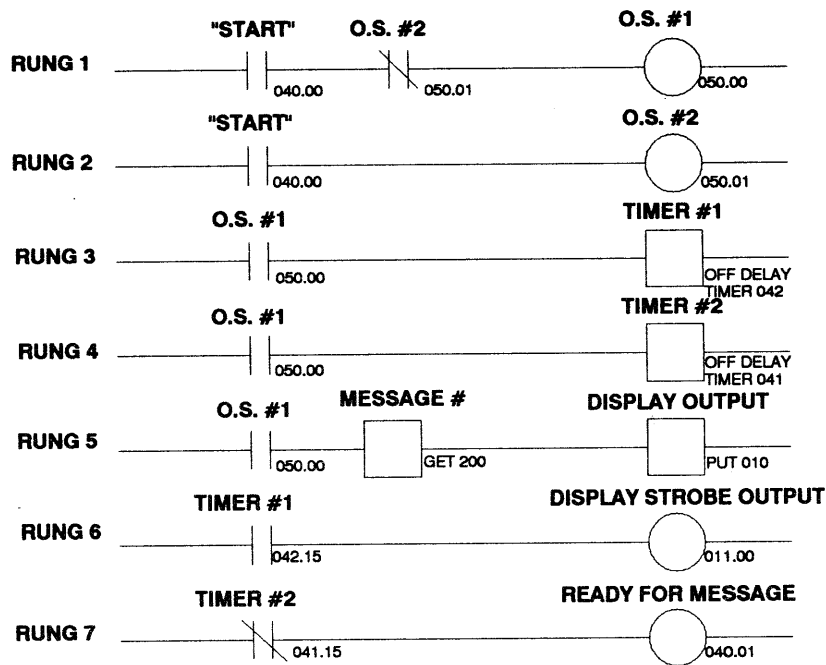 "START" O.S. #2 O.S. #1
RUNG 1
040.00 050.01 050.00
"START" O.S. #2
RUNG 2
040.00 050.01
O.S. #1 TIMER #1
RUNG 3
050.00 OFF DELAY
TIMER 042
O.S. #1 TIMER #2
RUNG 4
050.00 OFF DELAY
TIMER 041
O.S. #1 MESSAGE # DISPLAY OUTPUT
RUNG 5
050.00 GET 200 PUT 010
TIMER #1 DISPLAY STROBE OUTPUT
RUNG 6
042.15 011.00
TIMER #2 READY FOR MESSAGE
RUNG 7
041.15 040.01